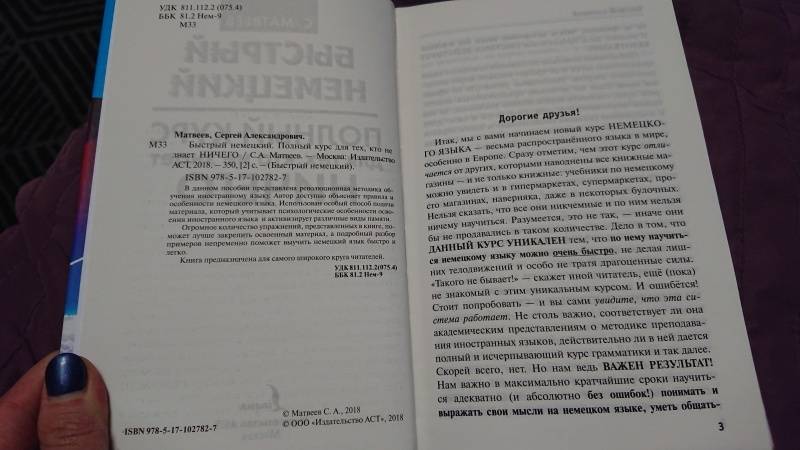 УДК 811.112.2 (075.4)
ББК 81.2 Нем-9
М33
Матвеев, Сергей Александрович.
М33 Быстрый немецкий. Полный курс для тех, кто не
знает НИЧЕГО / С.А. Матвеев. — Москва: Издательство
АСТ, 2018. — 350,[2] с. — (Быстрый немецкий).
ISBN 978-5-17-102782-7
В данном пособии представлена революционная методика об-
учения иностранному языку. Автор доступно объясняет правила и
особенности немецкого языка. Использован особый способ подачи
материала, который учитывает психологические особенности осво-
ения иностранного языка и активизирует различные виды памяти.
Огромное количество упражнений, представленных в книге, по-
может лучше закрепить освоенный материал, а подробный разбор
примеров непременно поможет выучить немецкий язык быстро и
легко.
Книга предназначена для самого широкого круга читателей.
УДК 811.112.2(075.4)
ББК 81.2 Нем-9
© Матвеев С. А., 2018
ISBN 978-5-17-102782-7
© ООО «Издательство АСТ», 2018
Дорогие друзья!
Итак, мы с вами начинаем новый курс НЕМЕЦКО-
ГО ЯЗЫКА — весьма распространённого языка в мире,
особенно в Европе. Сразу отметим, чем этот курс отли-
чается от других, которыми наводнены все книжные ма-
газины — и не только книжные: учебники по немецкому
можно увидеть и в гипермаркетах, супермаркетах, про-
сто магазинах, наверняка, даже в некоторых булочных.
Нельзя сказать, что все они никчемные и по ним нельзя
ничему научиться. Разумеется, это не так, — иначе они
бы не продавались в таком количестве. Дело в том, что
ДАННЫЙ КУРС УНИКАЛЕН тем, что по нему научить-
ся немецкому языку можно очень быстро, не делая лиш-
них телодвижений и особо не тратя драгоценные силы.
«Такого не бывает!» — скажет иной читатель, ещё (пока)
не знакомый с этим уникальным курсом. И ошибётся!
Стоит попробовать — и вы сами увидите, что эта си-
стема работает. Не столь важно, соответствует ли она
академическим представлениям о методике преподава-
ния иностранных языков, действительно ли в ней дается
полный и исчерпывающий курс грамматики и так далее.
Скорей всего, нет. Но нам ведь ВАЖЕН РЕЗУЛЬТАТ!
Нам важно в максимально кратчайшие сроки научить-
ся адекватно (и абсолютно без ошибок!) понимать и
выражать свои мысли на немецком языке, уметь общать-
3